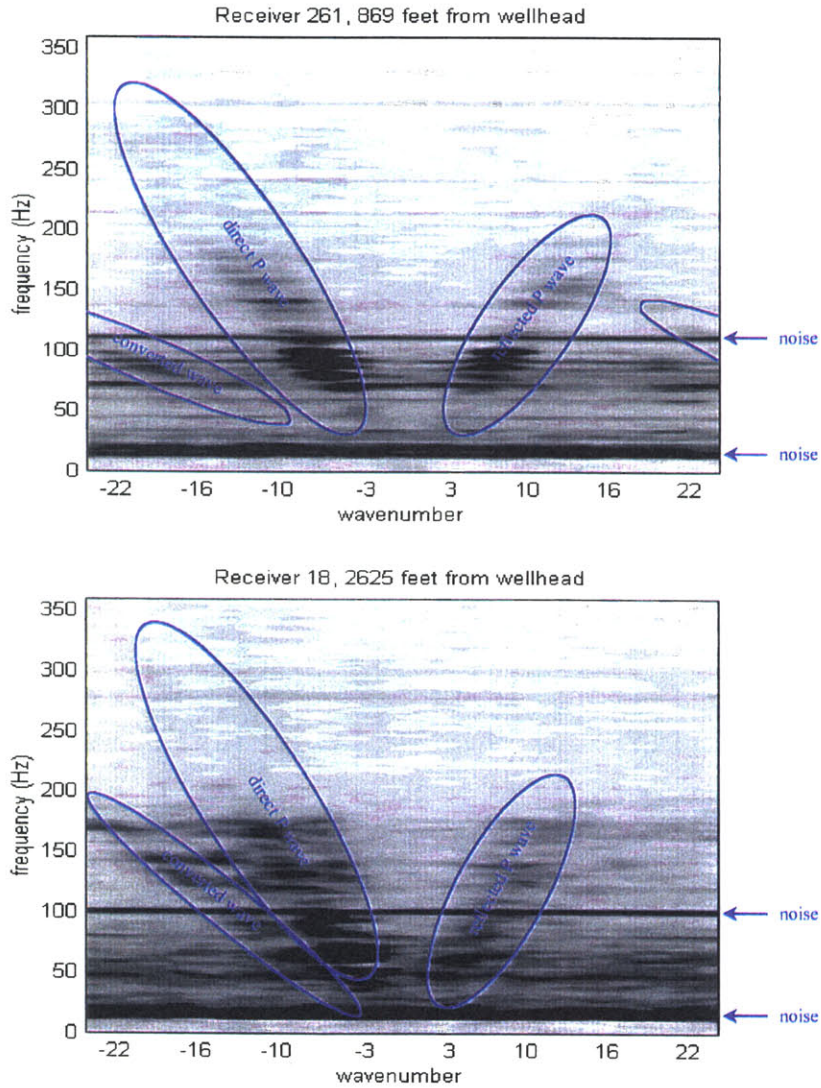 Receiver 261, 869 feet from wellhead
350
300
250
200
150
100
50
0
frequency (Hz)
direct P wave
reflected P wave
converted wave
noise
noise
-22 -16 -10 -3 3 10 16 22
wavenumber
Receiver 18, 2625 feet from wellhead
350
300
250
200
150
100
50
0
frequency (Hz)
direct P wave
reflected P wave
converted wave
noise
noise
-22 -16 -10 -3 3 10 16 22
wavenumber